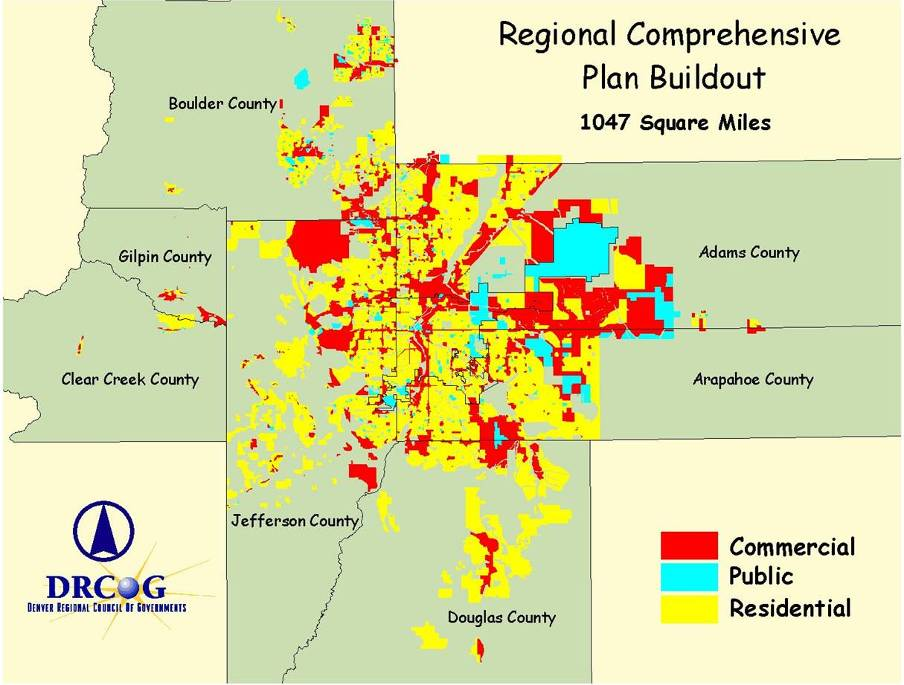 Regional Comprehensive
Plan Buildout
1047 Square Miles
Boulder County
Gilpin County
Adams County
Clear Creek County
Arapahoe County
Jefferson County
Douglas County
DRCOG
DENVER REGIONAL COUNCIL OF GOVERNMENTS
Commercial
Public
Residential